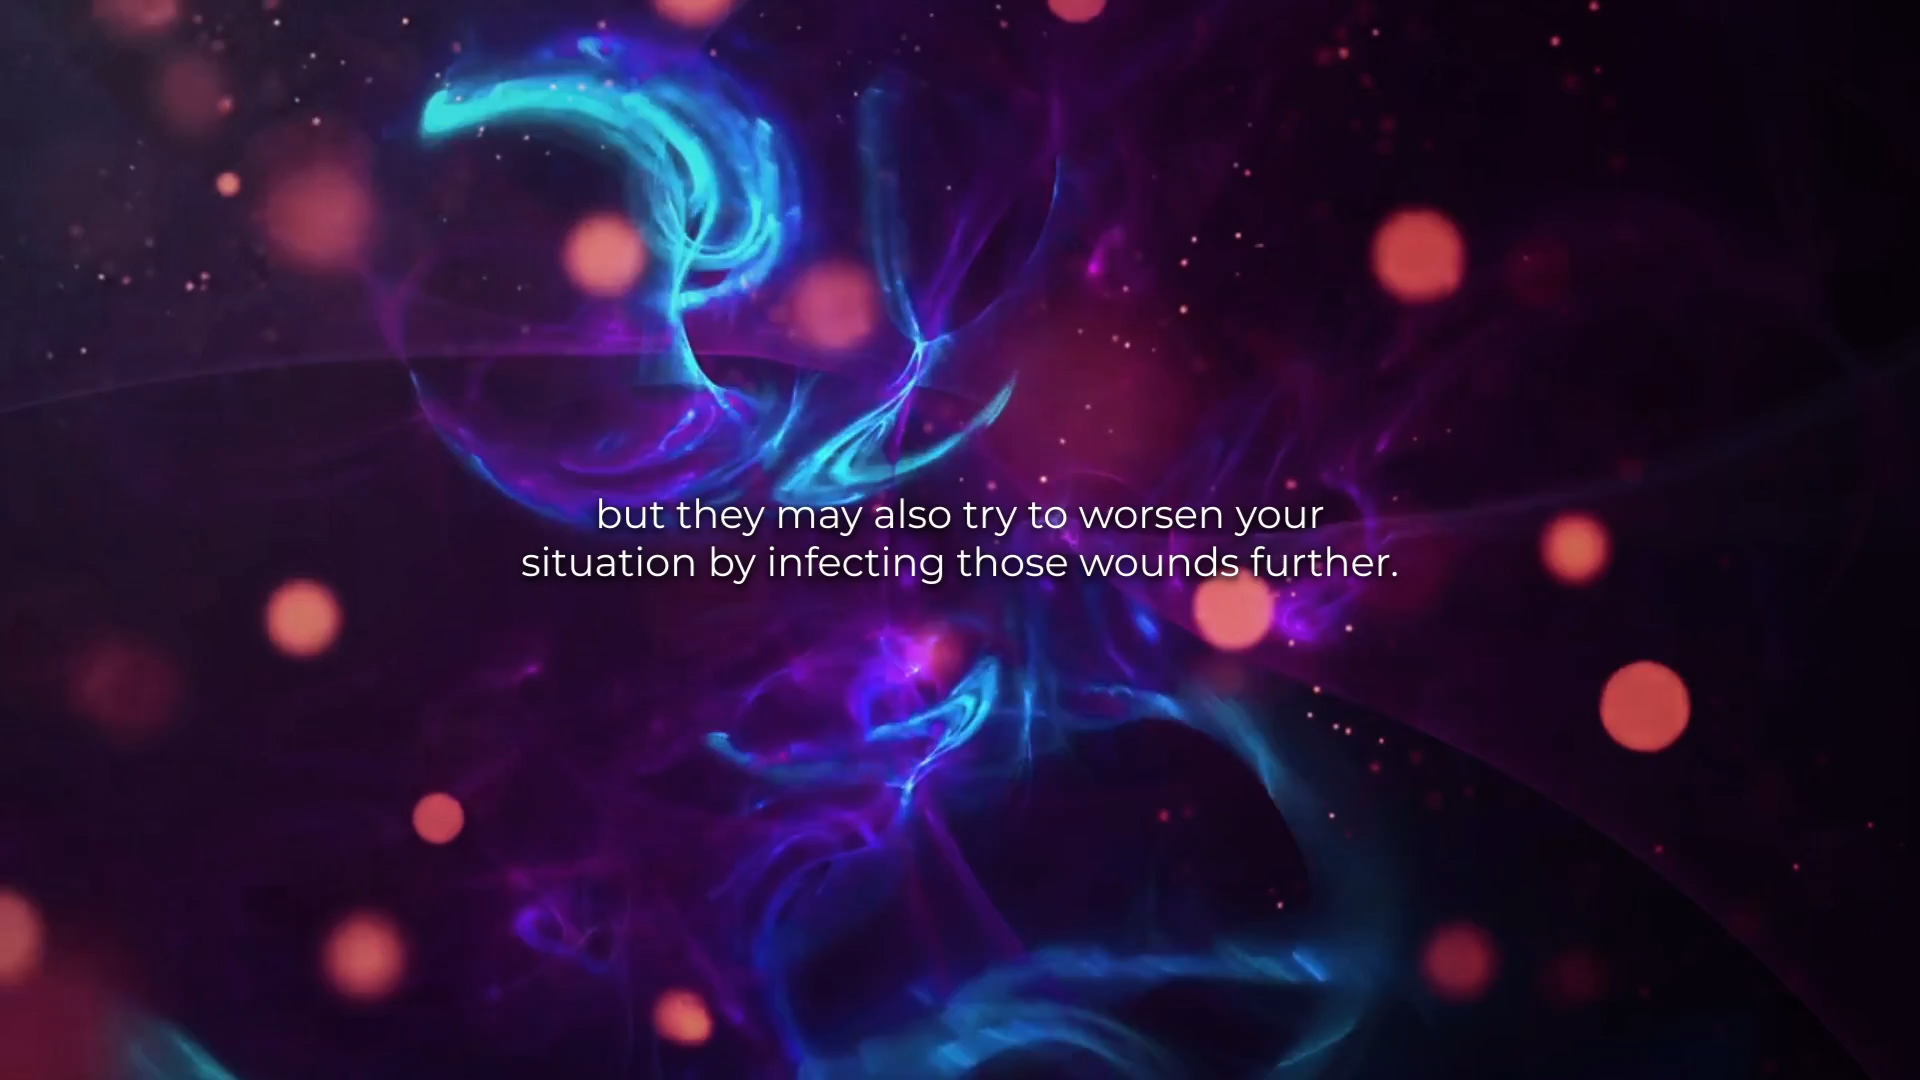 but they may also try to worsen your
situation by infecting those wounds further.